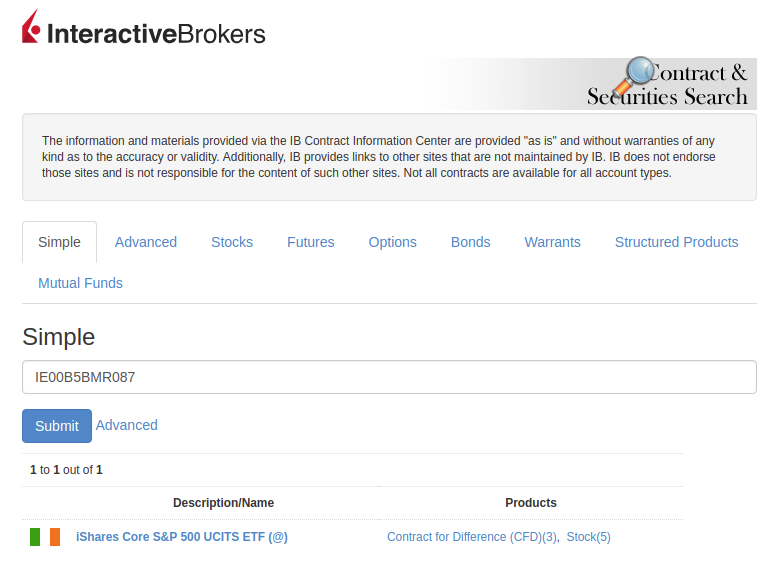 InteractiveBrokers
Contract &
Securities Search
The information and materials provided via the IB Contract Information Center are provided "as is" and without warranties of any
kind as to the accuracy or validity. Additionally, IB provides links to other sites that are not maintained by IB. IB does not endorse
those sites and is not responsible for the content of such other sites. Not all contracts are available for all account types.
Simple Advanced Stocks Futures Options Bonds Warrants Structured Products
Mutual Funds
Simple
IE00B5BMR087
Submit Advanced
1 to 1 out of 1
Description/Name Products
iShares Core S&P 500 UCITS ETF (@) Contract for Difference (CFD)(3), Stock(5)